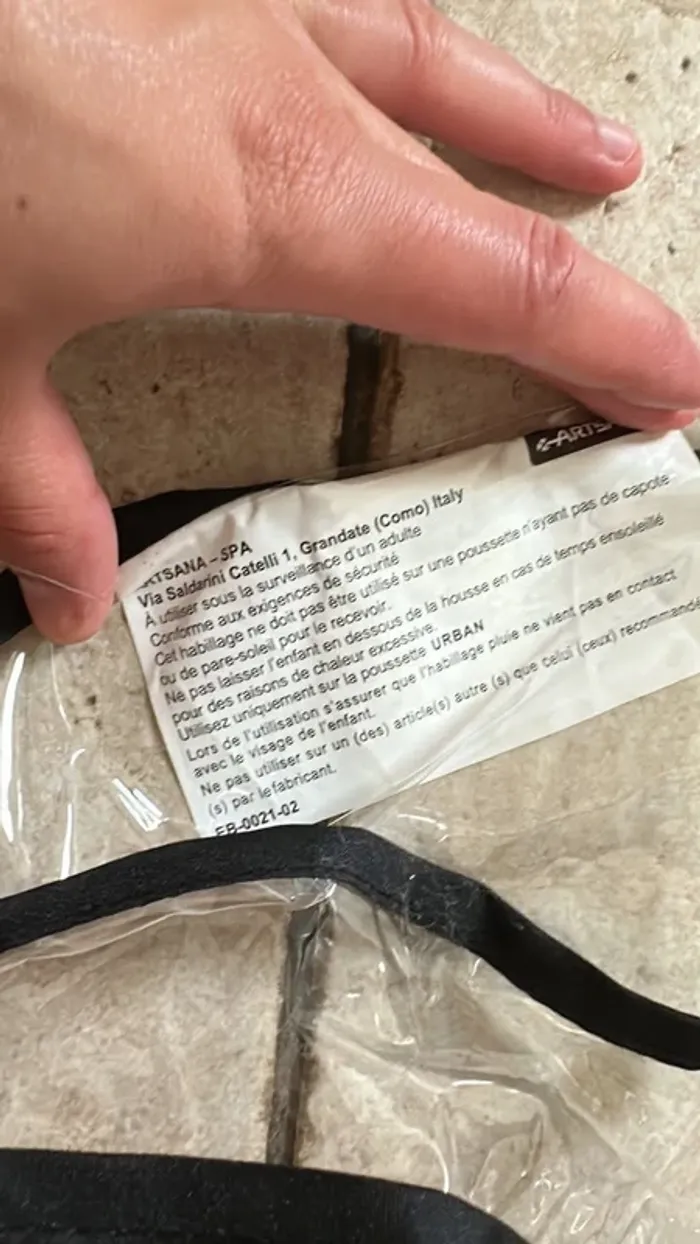 ARTSANA – SPA
Via Saldarini Catelli 1, Grandate (Como) Italy
À utiliser sous la surveillance d'un adulte
Conforme aux exigences de sécurité
Cet habillage ne doit pas être utilisé sur une poussette n'ayant pas de capote
ou de pare-soleil pour le recevoir.
Ne pas laisser l'enfant en dessous de la housse en cas de temps ensoleillé
pour des raisons de chaleur excessive.
Utilisez uniquement sur la poussette URBAN
Lors de l'utilisation s'assurer que l'habillage pluie ne vient pas en contact
avec le visage de l'enfant.
Ne pas utiliser sur un (des) article(s) autre (s) que celui (ceux) recommandé
(s) par le fabricant.
EB-0021-02